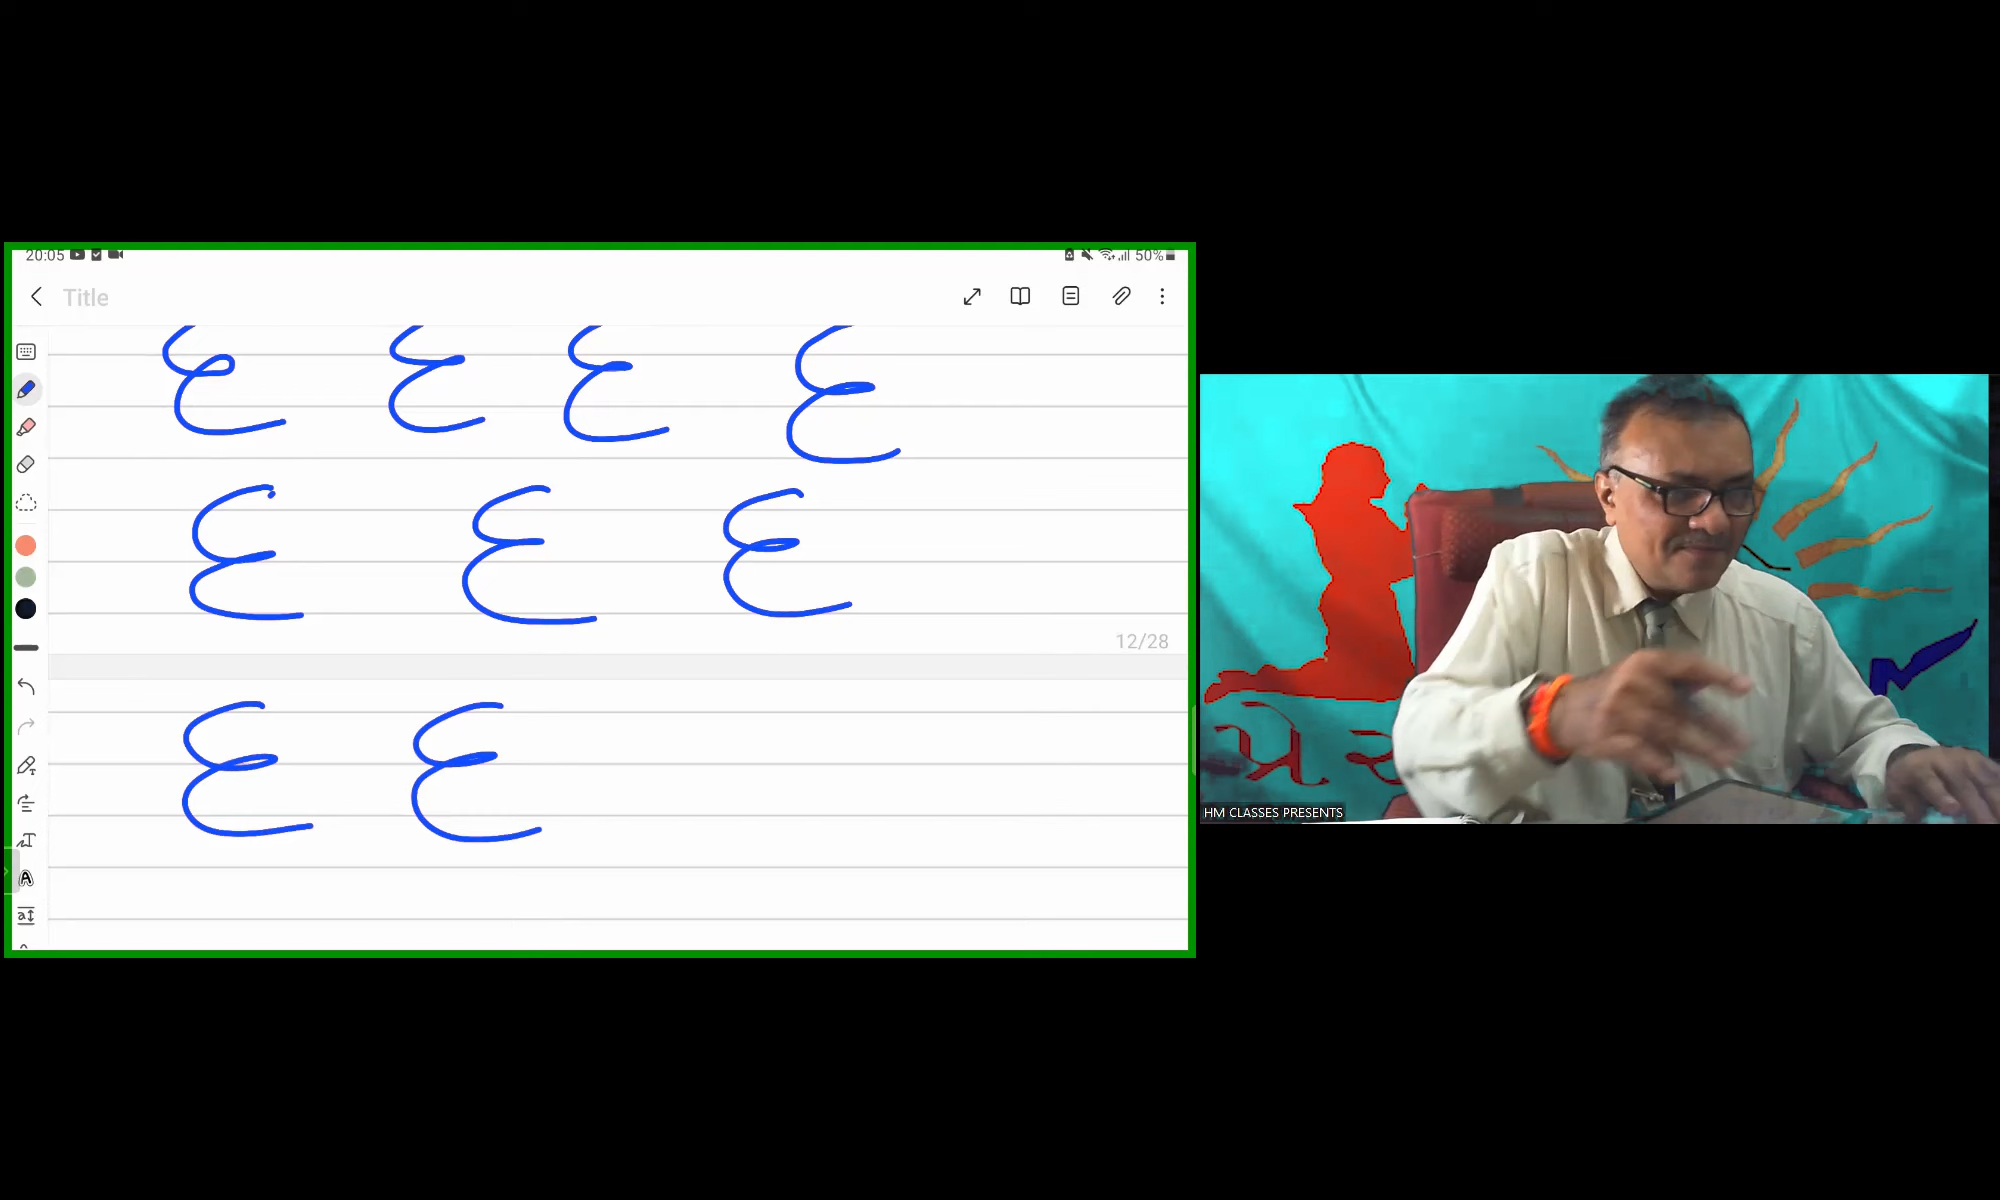 20:05 50%
Title
Ɛ Ɛ Ɛ Ɛ
Ɛ Ɛ Ɛ
12/28
Ɛ Ɛ
HM CLASSES PRESENTS